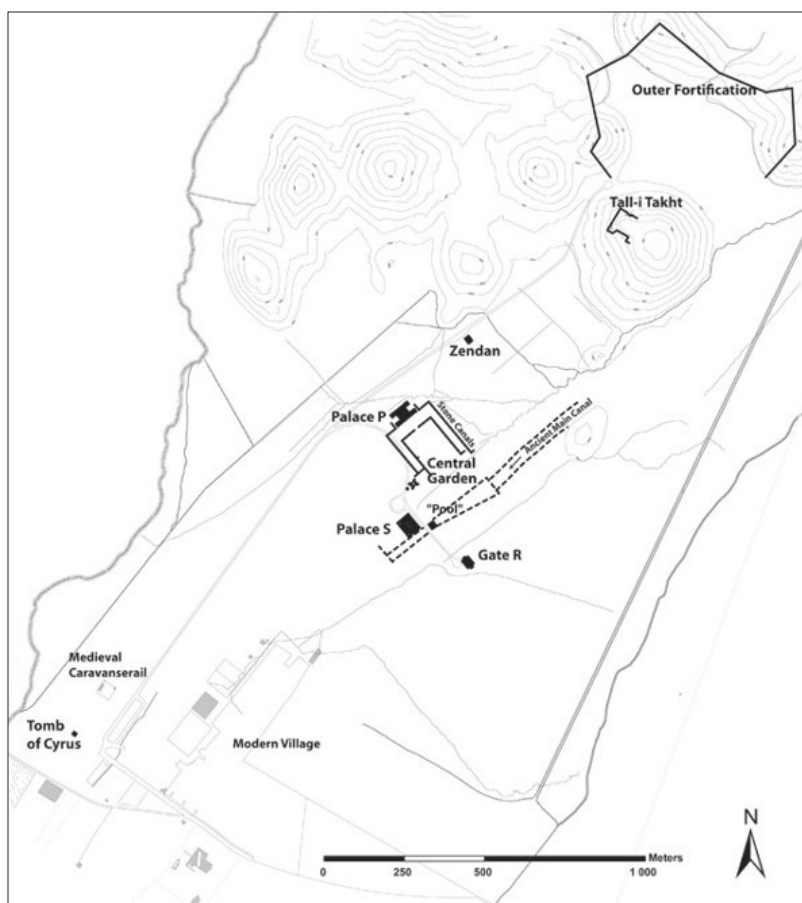 Outer Fortification
Tall-i Takht
Zendan
Palace P
Stone Canals
Ancient Main Canal
Central
Garden
"Pool"
Palace S
Gate R
Medieval
Caravanserail
Tomb
of Cyrus
Modern Village
N
Meters
0 250 500 1 000